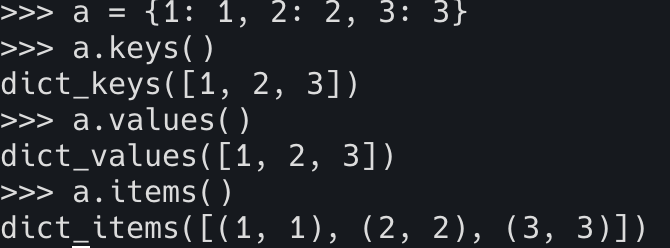 >>> a = {1: 1, 2: 2, 3: 3}
>>> a.keys()
dict_keys([1, 2, 3])
>>> a.values()
dict_values([1, 2, 3])
>>> a.items()
dict_items([(1, 1), (2, 2), (3, 3)])